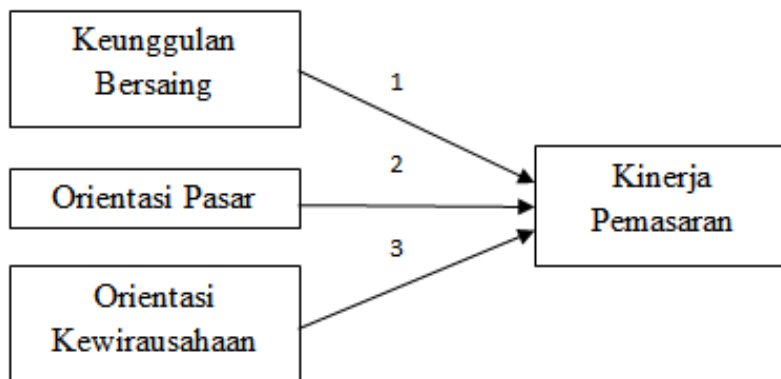 Keunggulan
Bersaing
1
Orientasi Pasar
2
Orientasi
Kewirausahaan
3
Kinerja
Pemasaran